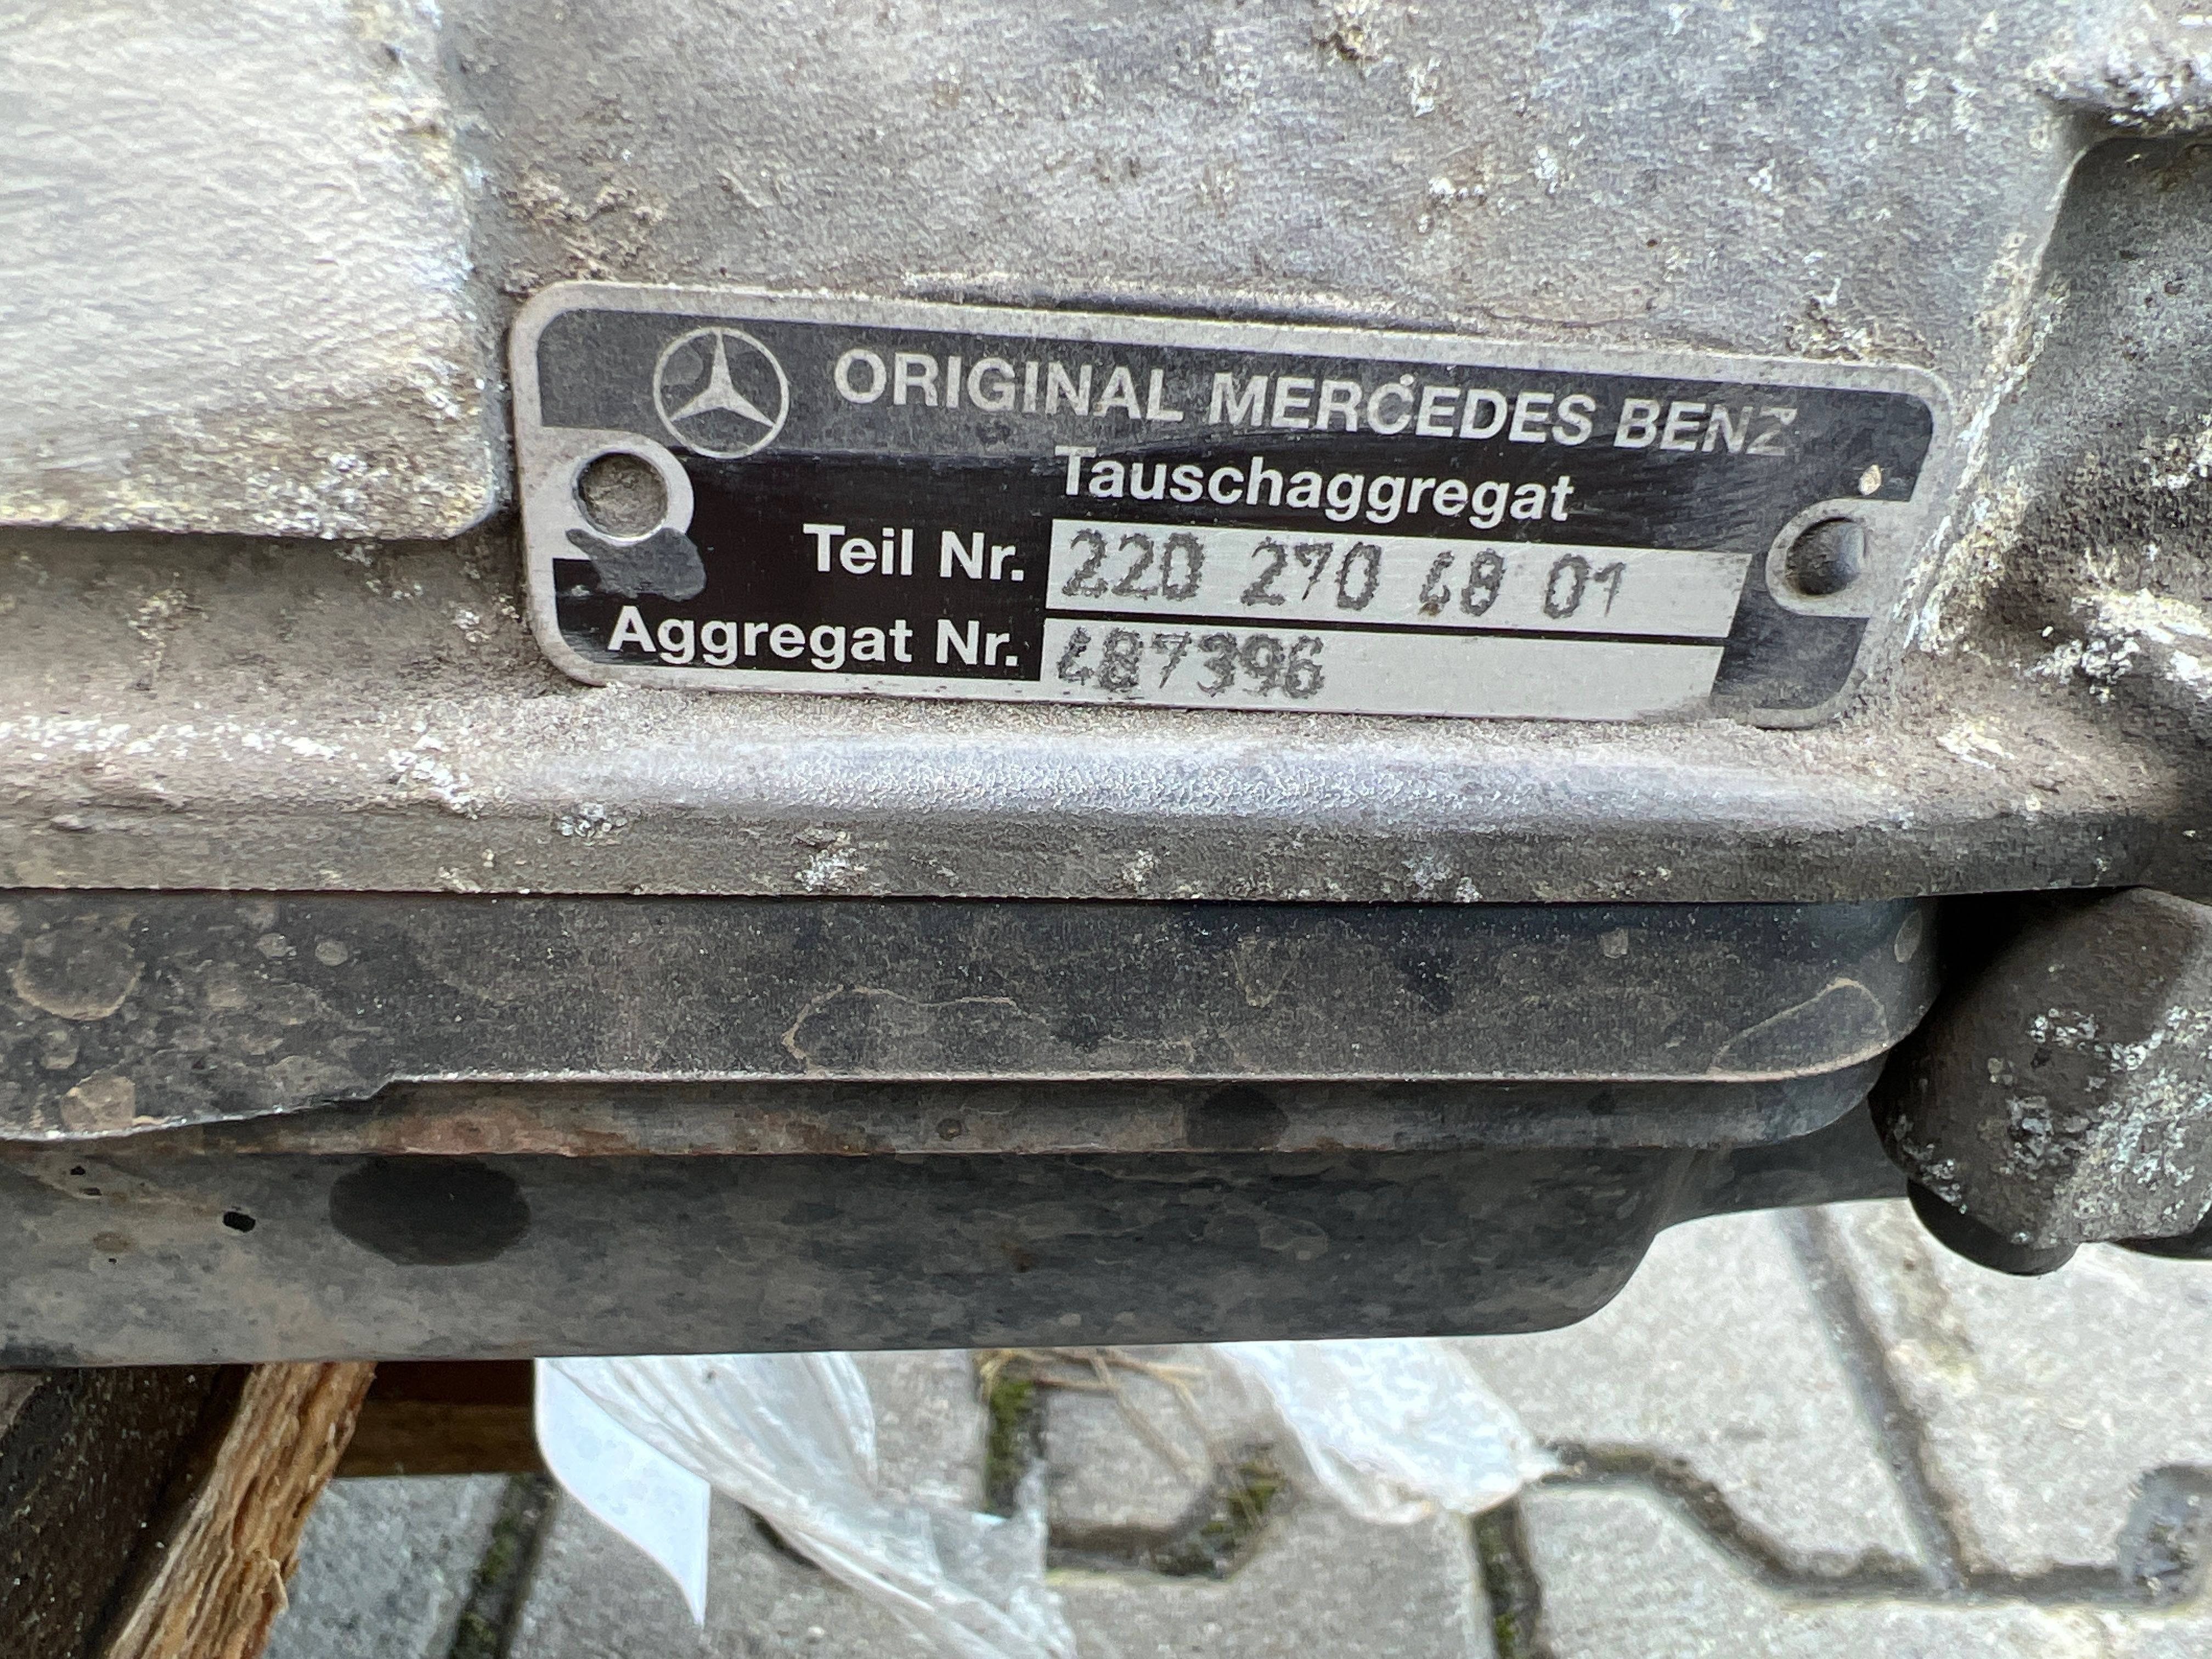 ORIGINAL MERCEDES BENZ
Tauschaggregat
Teil Nr. 220 270 48 01
Aggregat Nr. 487396